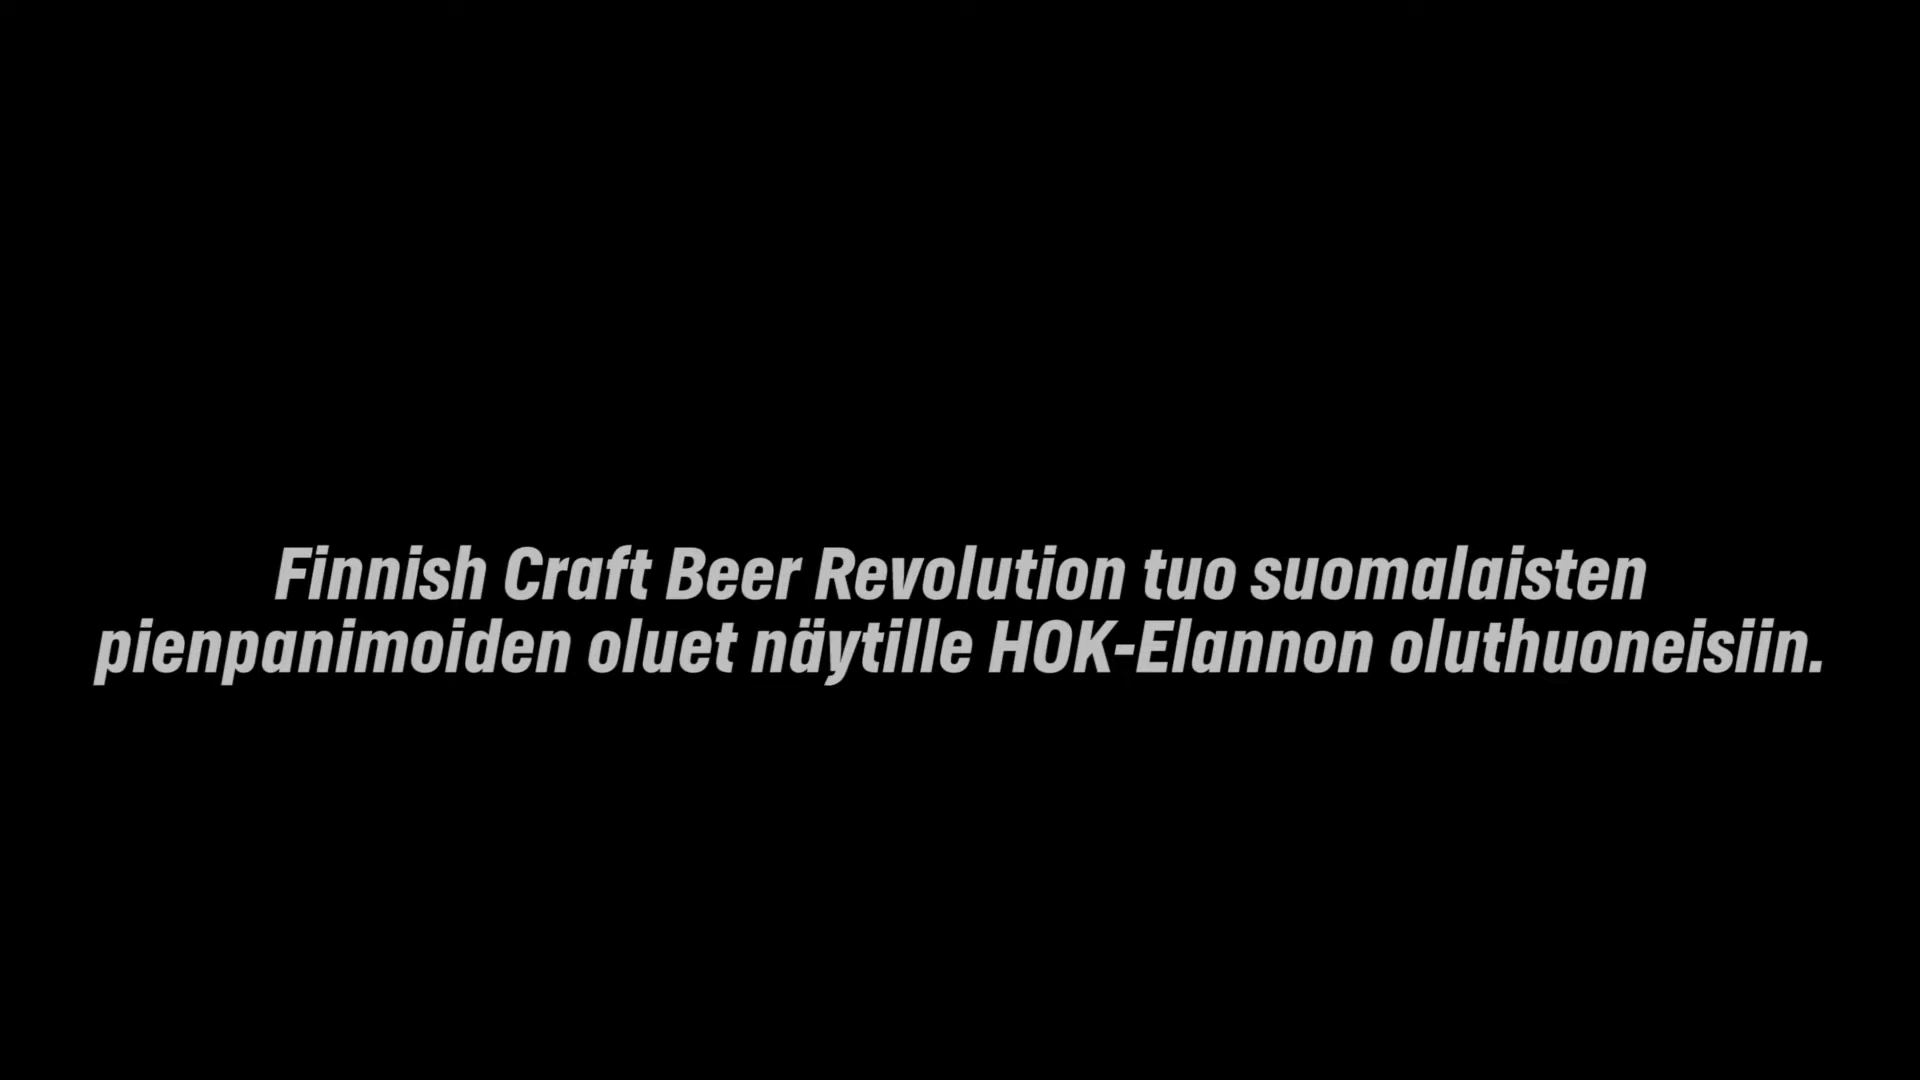 Finnish Craft Beer Revolution tuo suomalaisten
pienpanimoiden oluet näytille HOK-Elannon oluthuoneisiin.